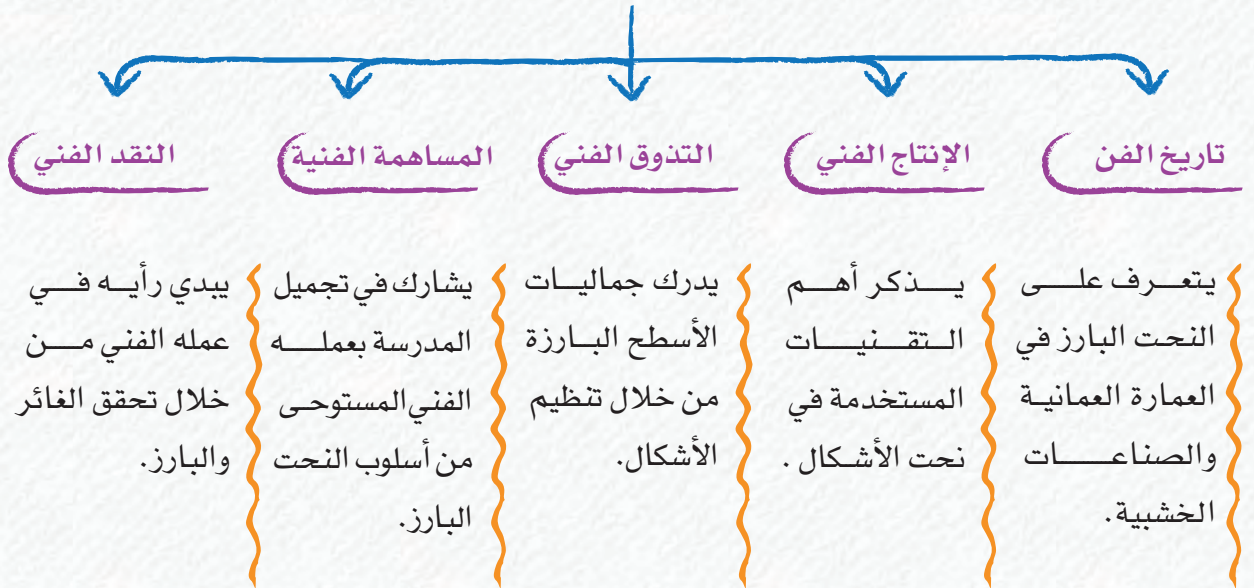 تاريخ الفن
الإنتاج الفني
التذوق الفني
المساهمة الفنية
النقد الفني
يتعرف على
النحت البارز في
العمارة العمانية
والصناعات
الخشبية.
يذكر أهم
التقنيات
المستخدمة في
نحت الأشكال .
يدرك جماليات
الأسطح البارزة
من خلال تنظيم
الأشكال.
يشارك في تجميل
المدرسة بعمله
الفني المستوحى
من أسلوب النحت
البارز.
يبدي رأيه في
عمله الفني من
خلال تحقق الغائر
والبارز.